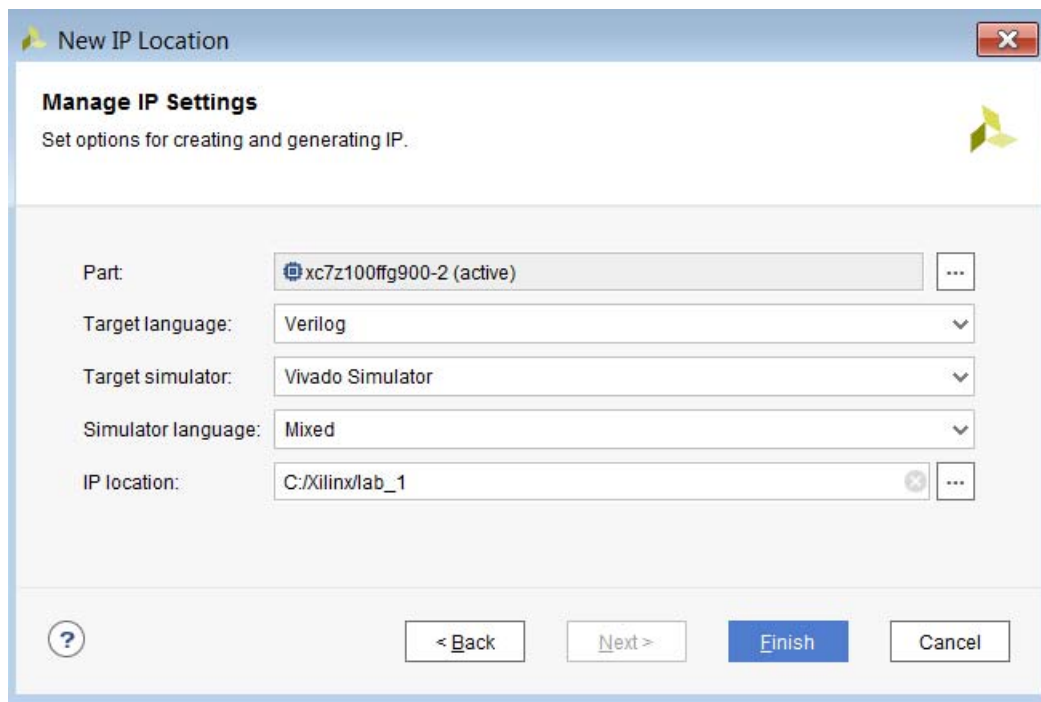 New IP Location
Manage IP Settings
Set options for creating and generating IP.
Part: xc7z100ffg900-2 (active) ...
Target language: Verilog
Target simulator: Vivado Simulator
Simulator language: Mixed
IP location: C:/Xilinx/lab_1 ...
? < Back Next > Finish Cancel